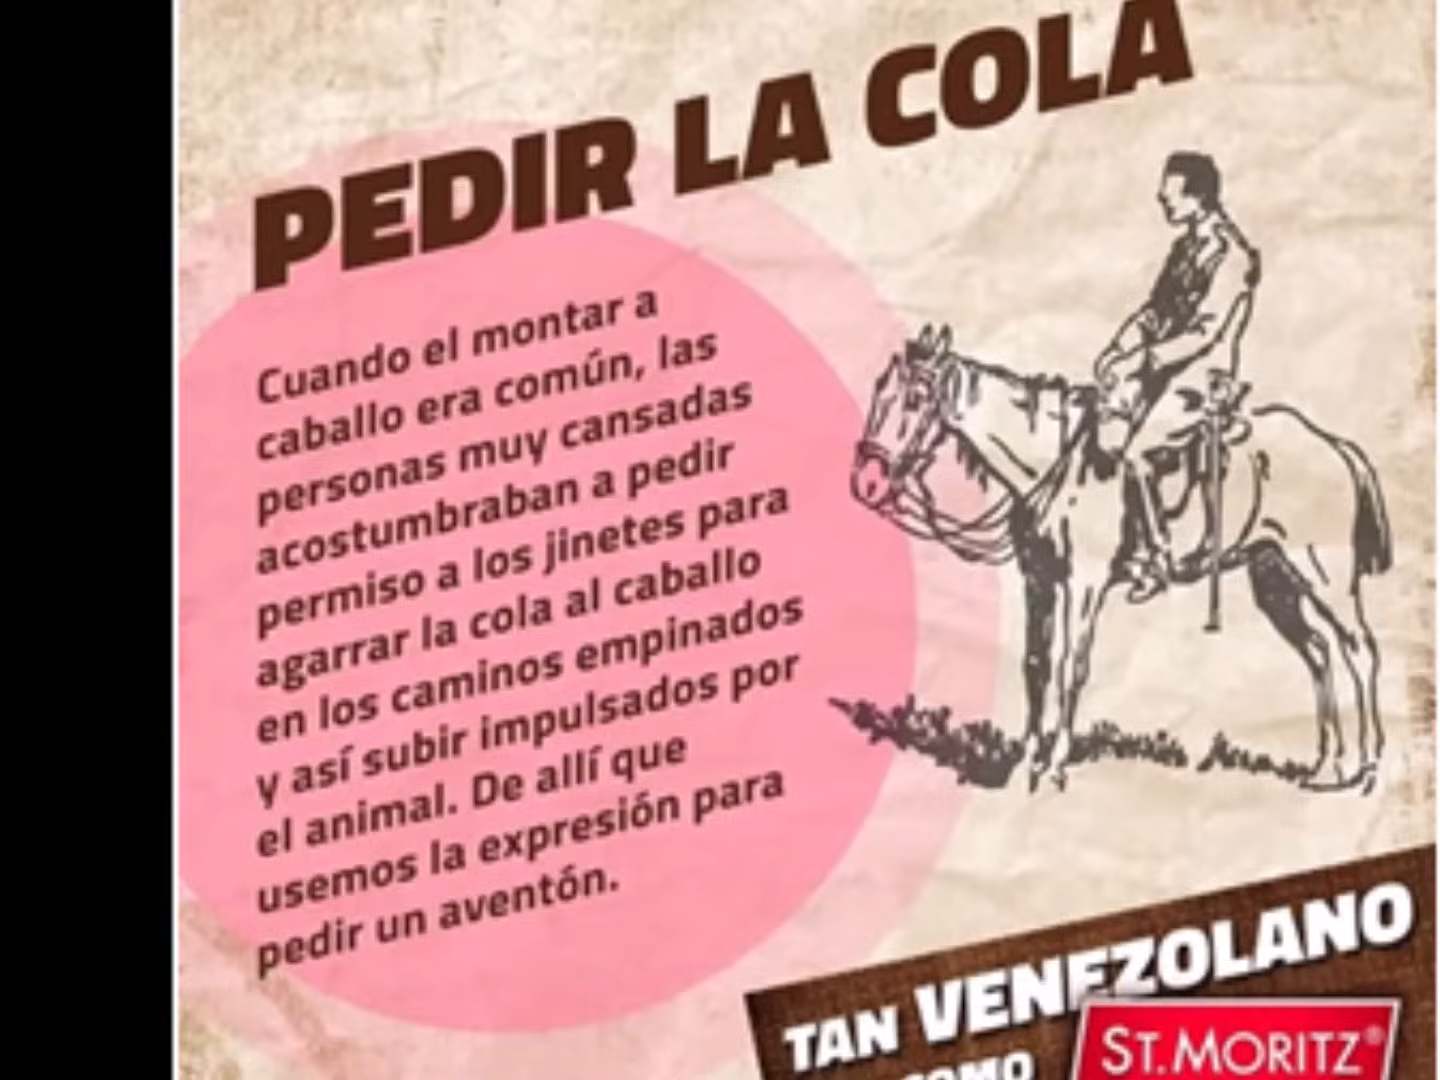 PEDIR LA COLA
Cuando el montar a
caballo era común, las
personas muy cansadas
acostumbraban a pedir
permiso a los jinetes para
agarrar la cola al caballo
en los caminos empinados
y así subir impulsados por
el animal. De allí que
usemos la expresión para
pedir un aventón.
TAN VENEZOLANO
COMO
ST.MORITZ®